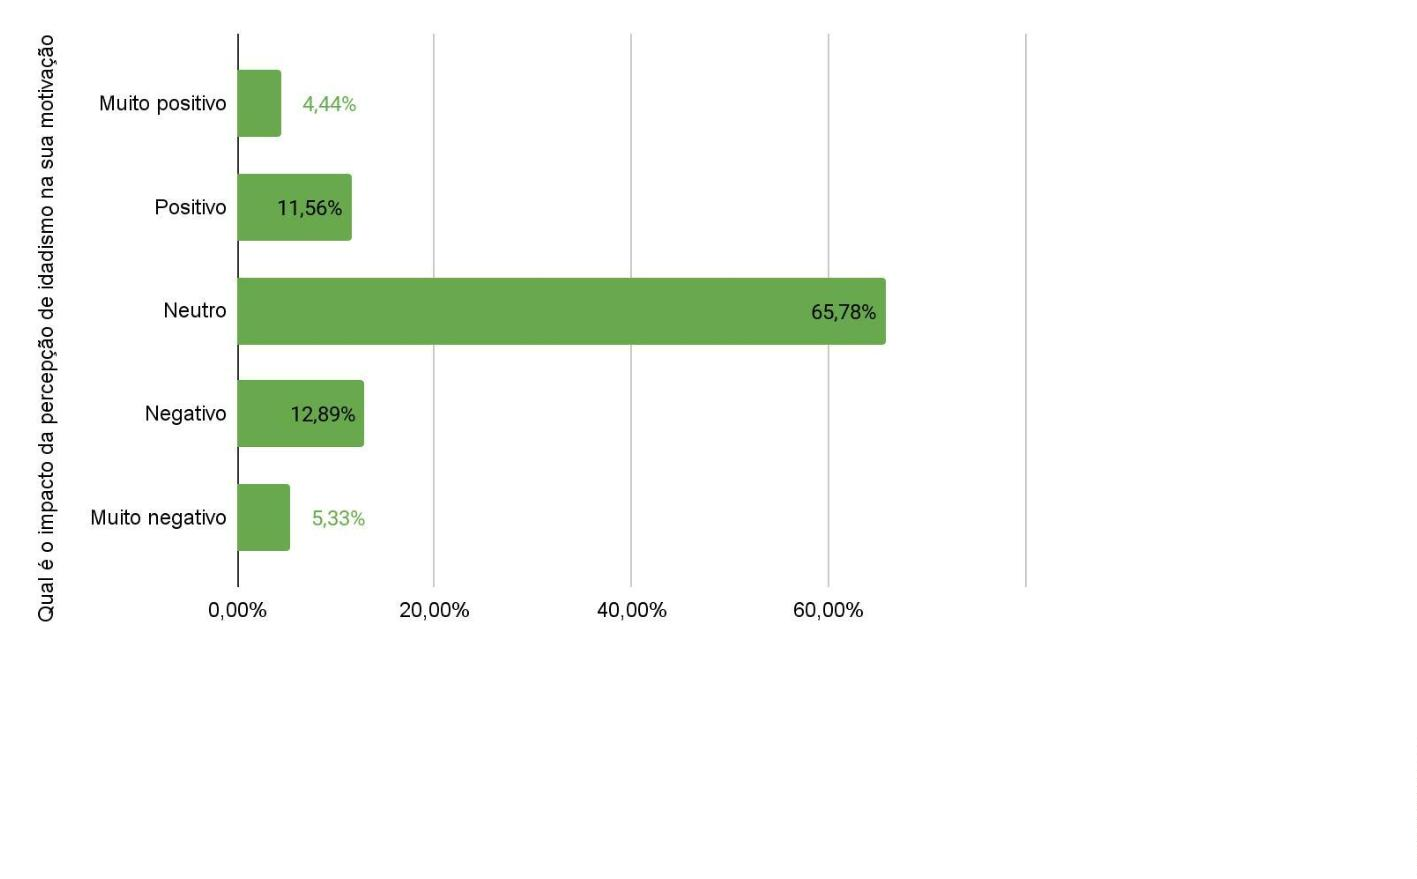 Qual é o impacto da percepção de idadismo na sua motivação
Muito positivo
4,44%
Positivo
11,56%
Neutro
65,78%
Negativo
12,89%
Muito negativo
5,33%
0,00%
20,00%
40,00%
60,00%